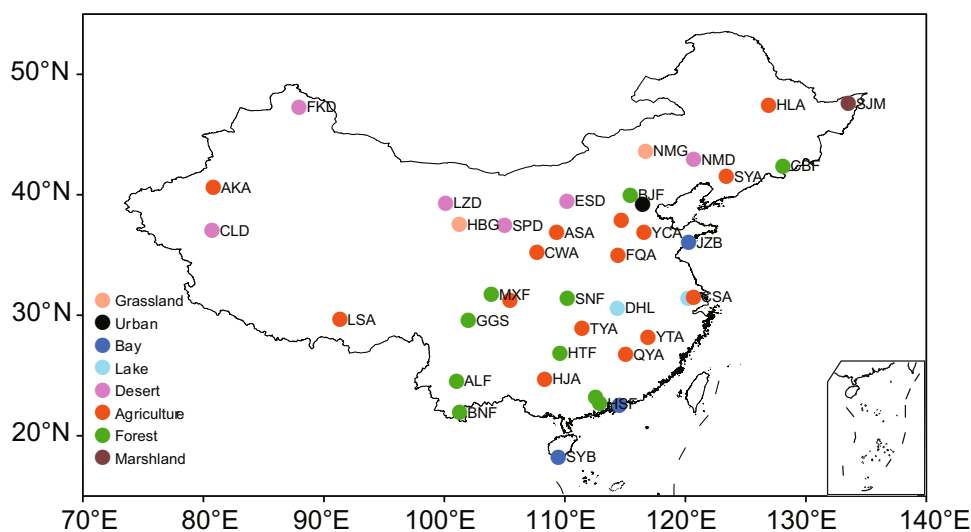 50°N
40°N
30°N
20°N
FKD
HLA
SJM
NMG
NMD
CBF
SYA
AKA
BJF
LZD
ESD
HBG
SPD
ASA
YCA
CLD
JZB
CWA
FQA
MXF
SNF
CSA
DHL
LSA
GGS
TYA
YTA
HTF
QYA
ALF
HJA
BNF
HSF
SYB
Grassland
Urban
Bay
Lake
Desert
Agriculture
Forest
Marshland
70°E 80°E 90°E 100°E 110°E 120°E 130°E 140°E